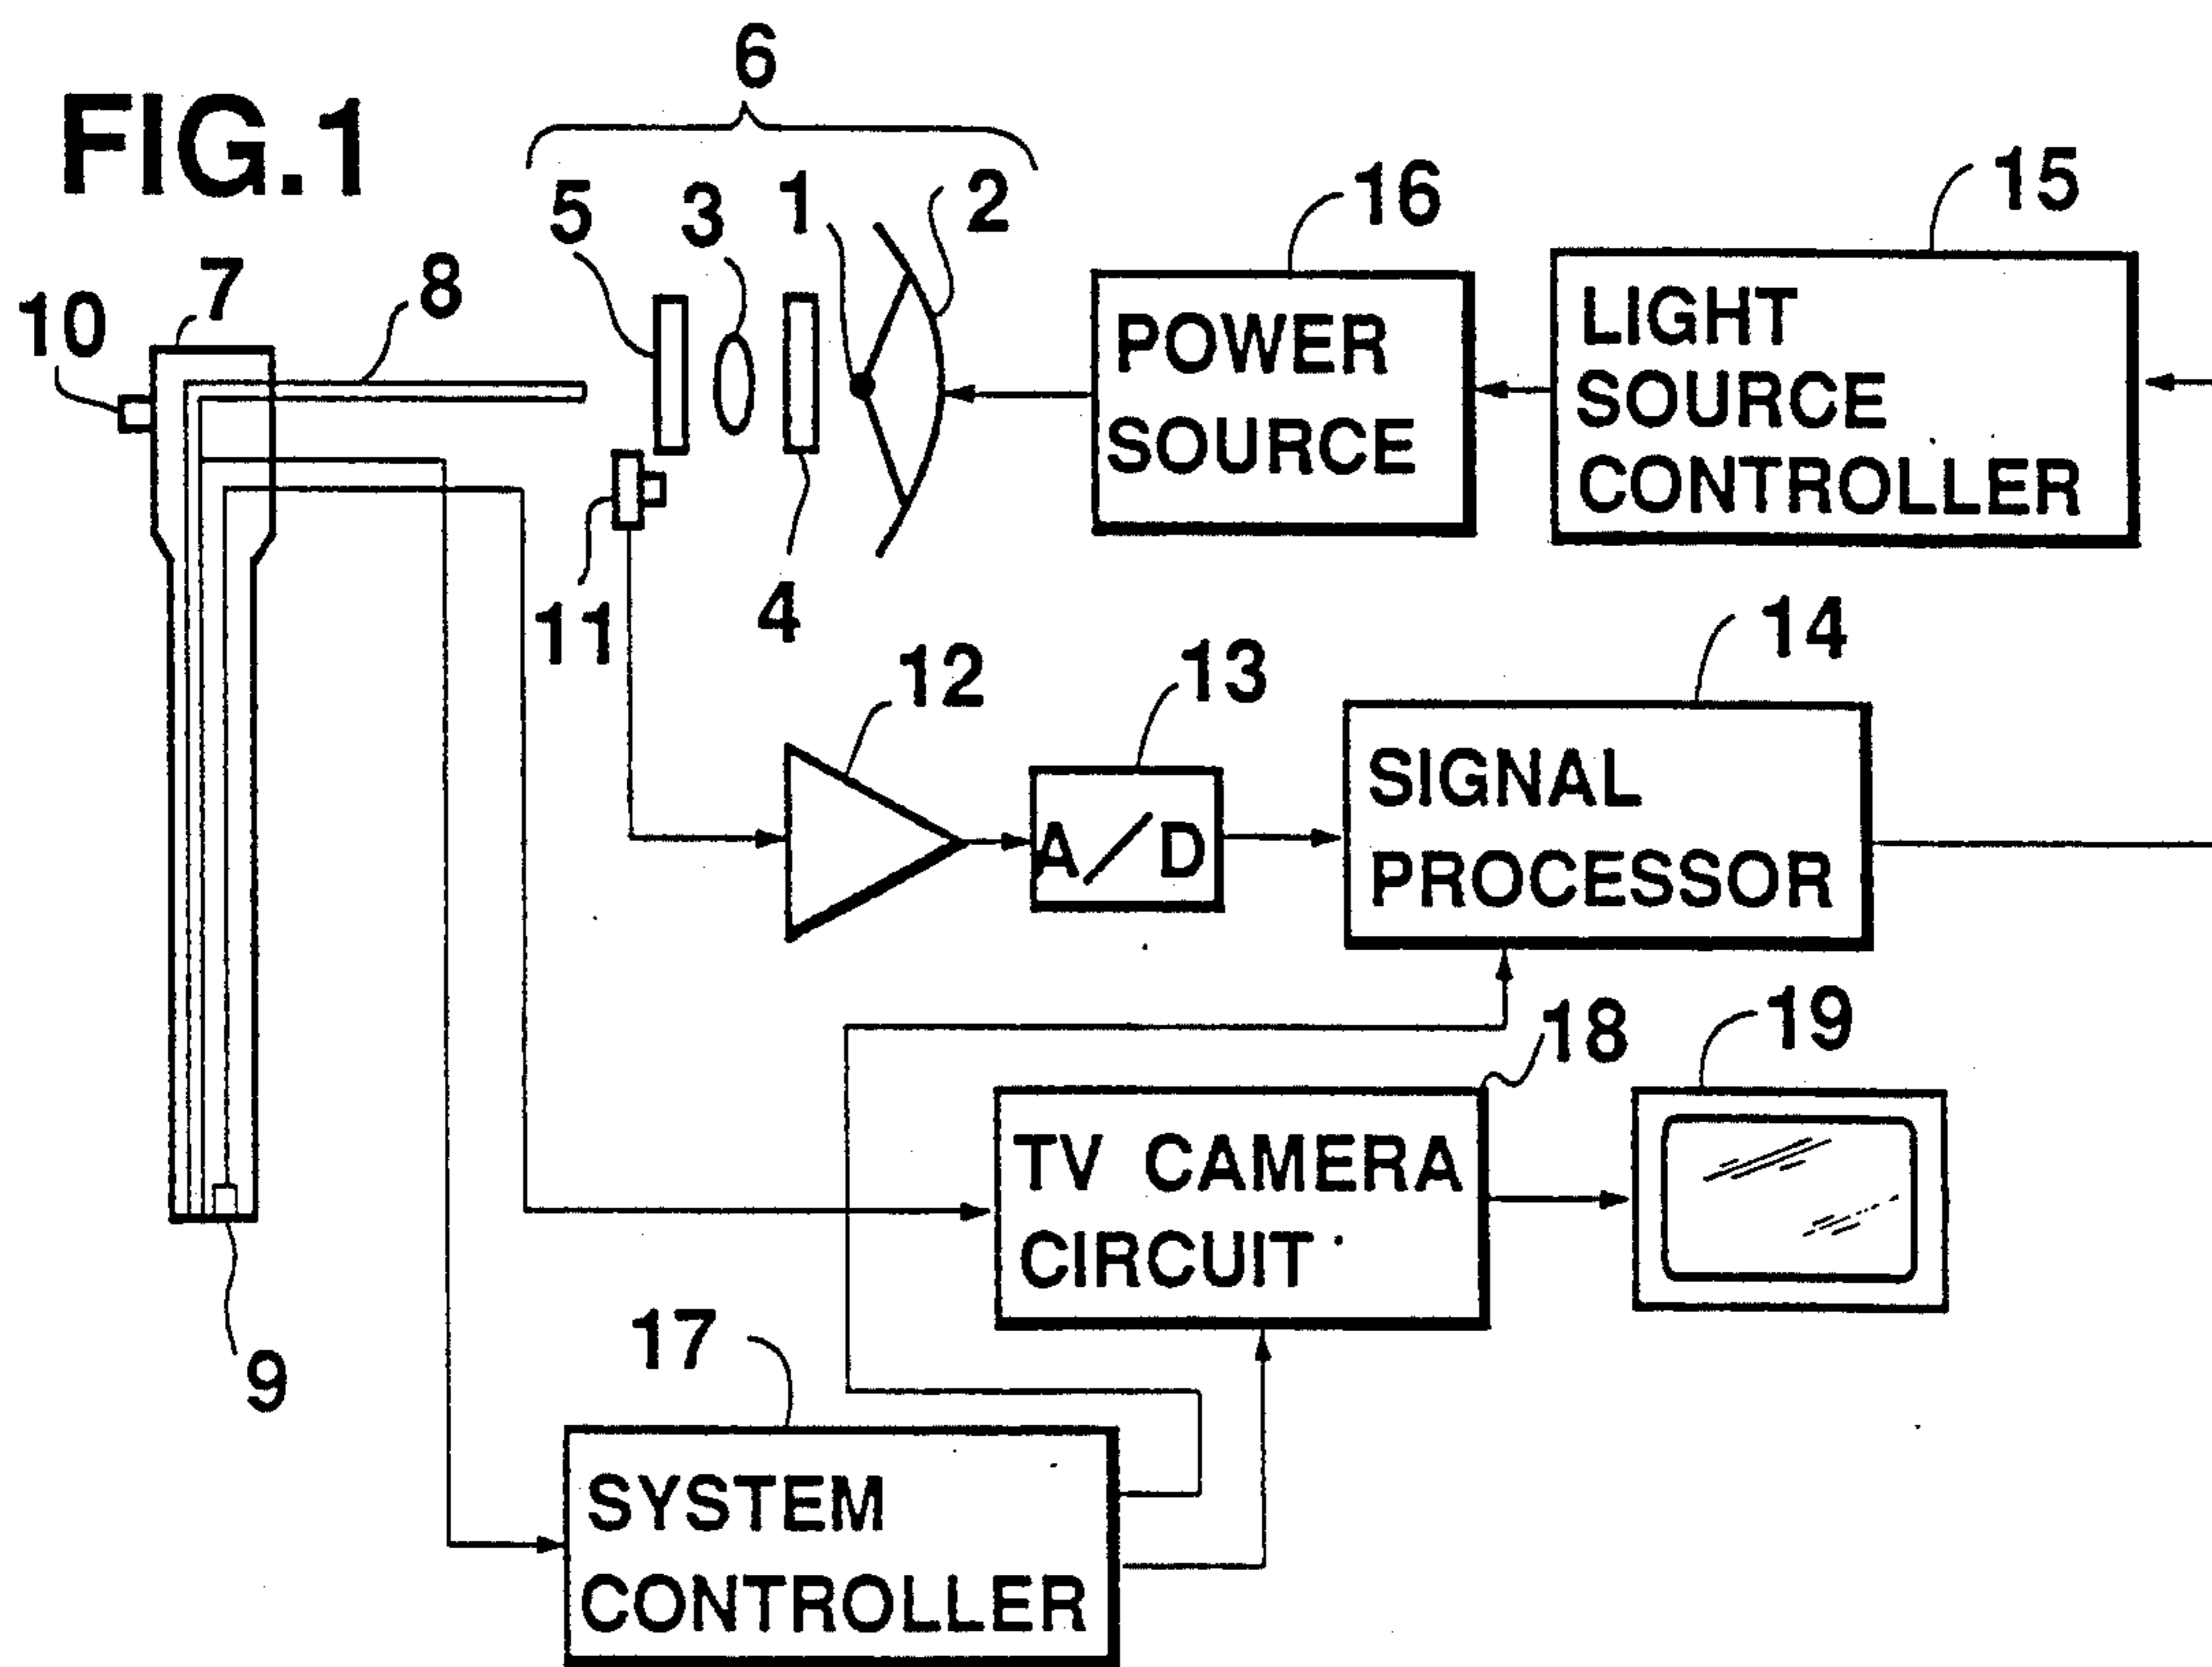 FIG.1
6
5
3
1
2
16
15
10
7
8
POWER
SOURCE
LIGHT
SOURCE
CONTROLLER
11
4
12
13
14
A/D
SIGNAL
PROCESSOR
18
19
TV CAMERA
CIRCUIT
9
17
SYSTEM
CONTROLLER